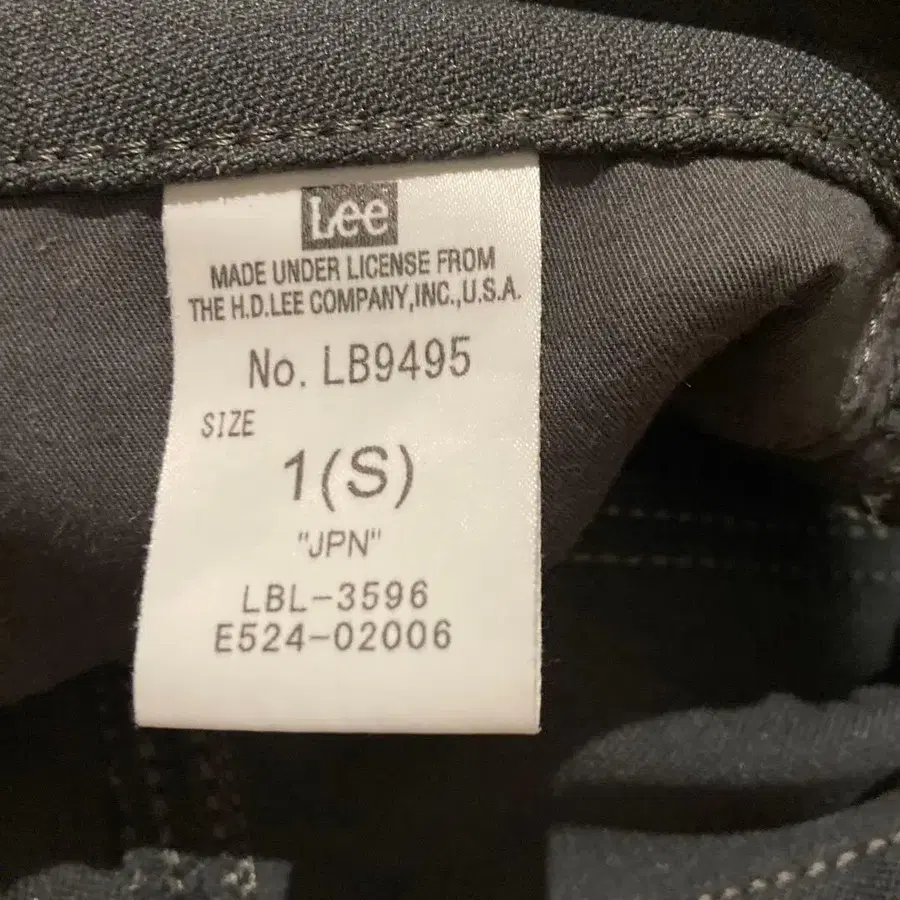 Lee
MADE UNDER LICENSE FROM
THE H.D.LEE COMPANY,INC.,U.S.A.
No. LB9495
SIZE
1(S)
"JPN"
LBL-3596
E524-02006